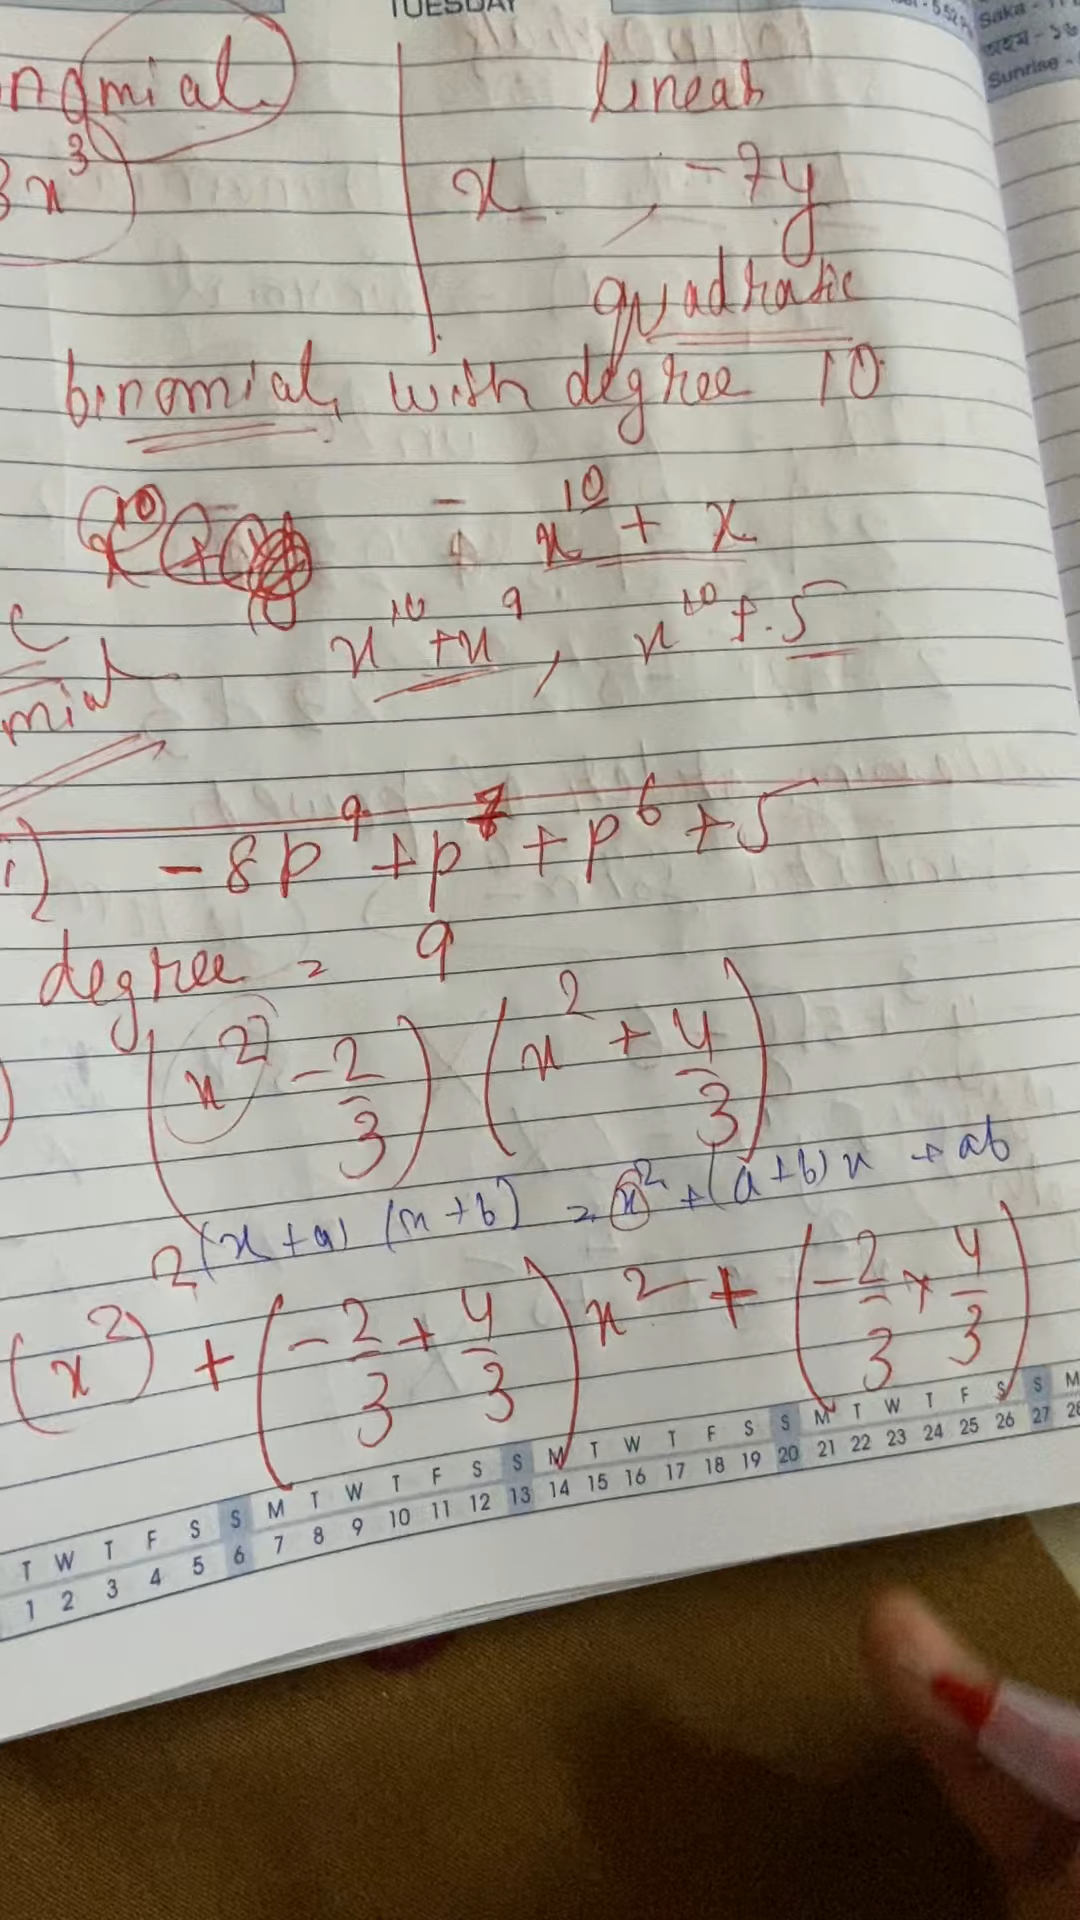 TUESDAY
nomial
linear
3x³
x , -7y
quadratic
binomial, with degree 10
x¹⁰ + x
x¹⁰ + x⁹ , x¹⁰ + 5
mial
-8p⁹ + p⁷ + p⁶ + 5
degree = 9
(x² - 2/3) (x² + 4/3)
(x+a) (x+b) = x² + (a+b)x + ab
(x²)² + (-2/3 + 4/3) x² + (-2/3 × 4/3)
T W T F S S M T W T F S S M T W T F S S M T W T F S S M
1 2 3 4 5 6 7 8 9 10 11 12 13 14 15 16 17 18 19 20 21 22 23 24 25 26 27 28
Saka -
Sunrise -